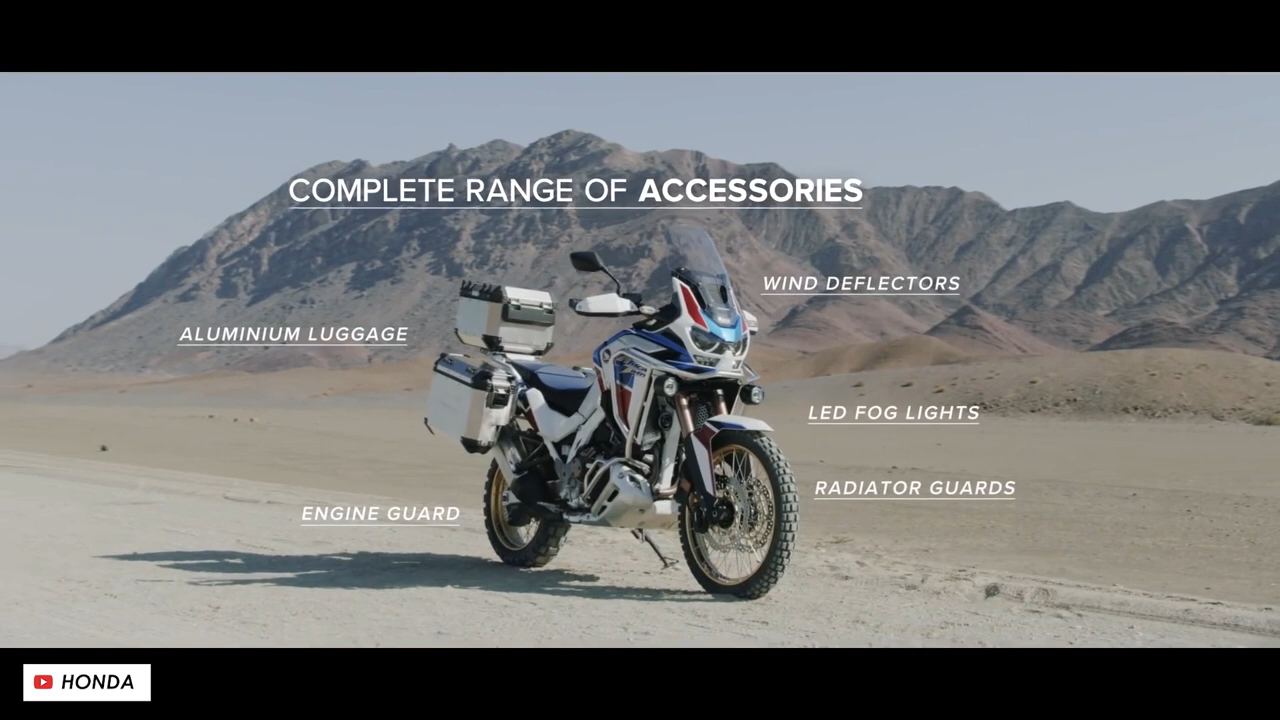 COMPLETE RANGE OF ACCESSORIES
WIND DEFLECTORS
ALUMINIUM LUGGAGE
LED FOG LIGHTS
RADIATOR GUARDS
ENGINE GUARD
HONDA